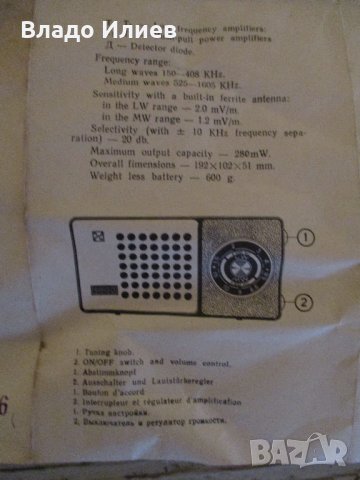 Владо Илиев
frequency amplifiers:
pull power amplifiers
Д — Detector diode.
Frequency range:
Long waves 150—408 KHz.
Medium waves 525—1605 KHz.
Sensitivity with a built-in ferrite antenna:
in the LW range — 2.0 mV/m
in the MW range — 1.2 mV/m.
Selectivity (with ± 10 KHz frequency sepa-
ration) — 20 db.
Maximum output capacity — 280mW.
Overall fimensions — 192×102×51 mm.
Weight less battery — 600 g.
1
2
1. Tuning knob.
2. ON/OFF switch and volume control.
1. Abstimmknopf
2. Ausschalter und Lautstärkeregler
1. Bouton d'accord
2. Interrupteur et régulateur d'amplification
1. Ручка настройки.
2. Выключатель и регулятор громкости.
6
BAZAR
bg